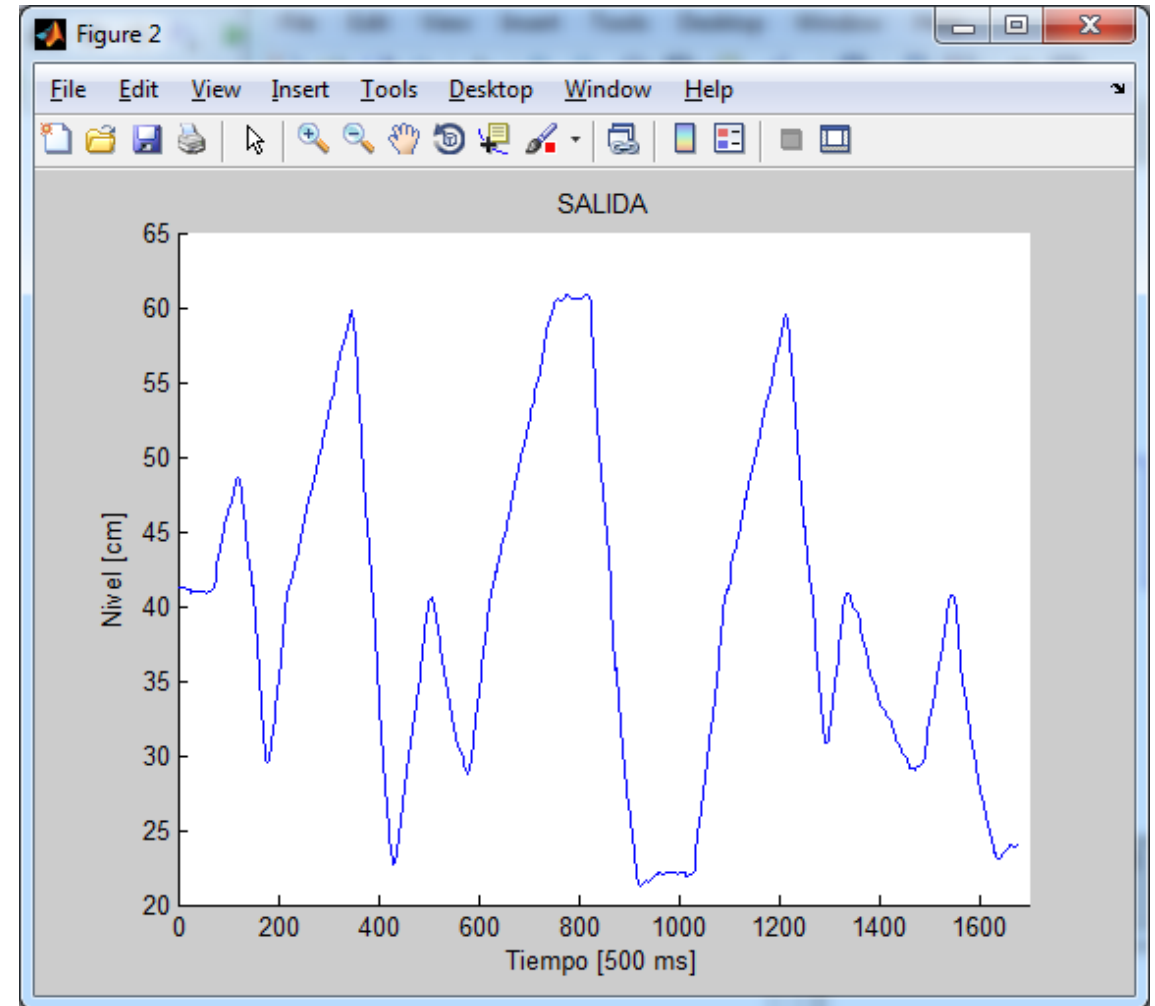 Figure 2
File Edit View Insert Tools Desktop Window Help
SALIDA
65
60
55
50
45
40
35
30
25
20
Nivel [cm]
0 200 400 600 800 1000 1200 1400 1600
Tiempo [500 ms]